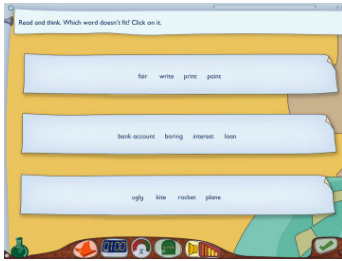 Read and think. Which word doesn't fit? Click on it.
fair write print paint
bank account boring interest loan
ugly kite rocket plane